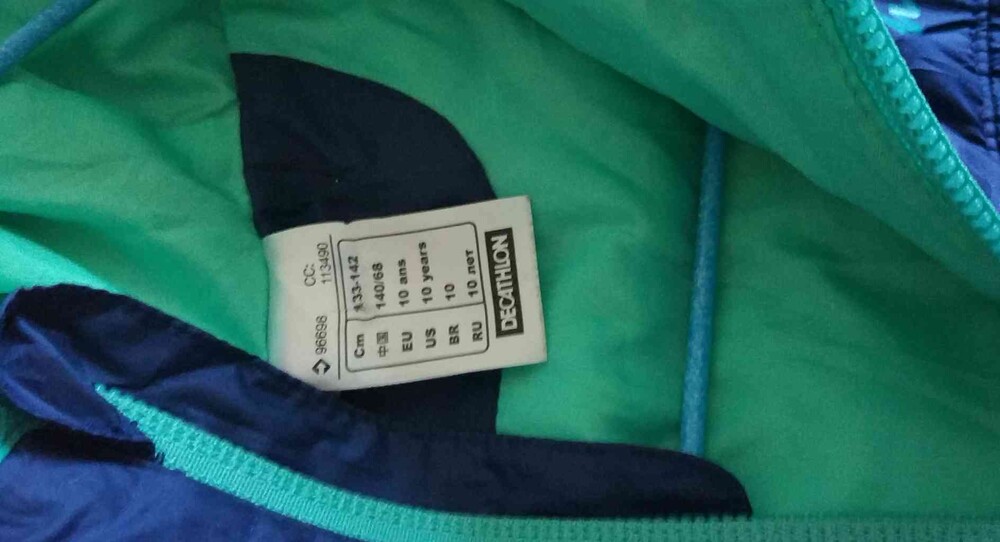 96698 CC: 113490
Cm 133-142
中国 140/68
EU 10 ans
US 10 years
BR 10
RU 10 лет
DECATHLON